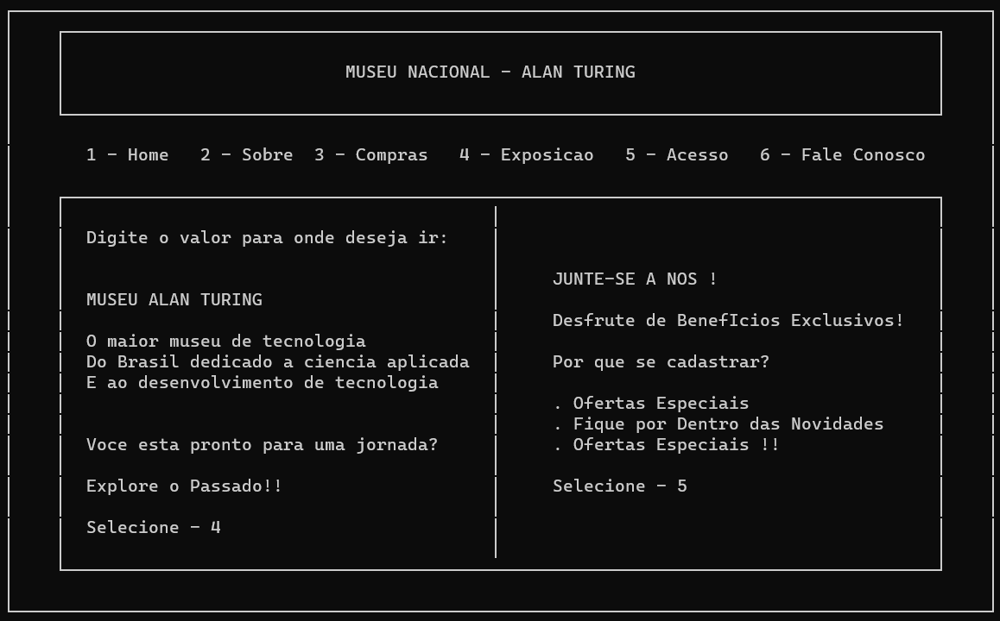 MUSEU NACIONAL - ALAN TURING
1 - Home   2 - Sobre  3 - Compras   4 - Exposicao   5 - Acesso   6 - Fale Conosco
Digite o valor para onde deseja ir:
MUSEU ALAN TURING
O maior museu de tecnologia
Do Brasil dedicado a ciencia aplicada
E ao desenvolvimento de tecnologia
Voce esta pronto para uma jornada?
Explore o Passado!!
Selecione - 4
JUNTE-SE A NOS !
Desfrute de BenefIcios Exclusivos!
Por que se cadastrar?
. Ofertas Especiais
. Fique por Dentro das Novidades
. Ofertas Especiais !!
Selecione - 5